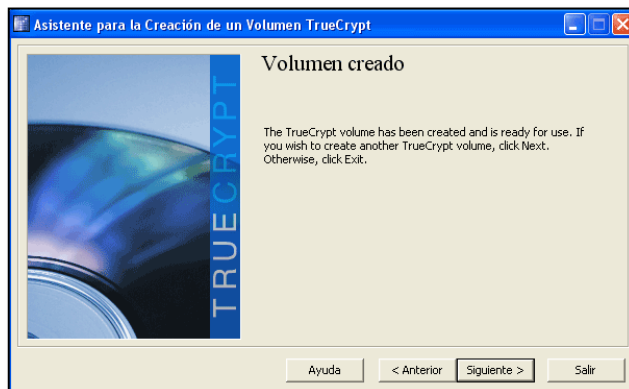 Asistente para la Creación de un Volumen TrueCrypt
Volumen creado
TRUECRYPT
The TrueCrypt volume has been created and is ready for use. If
you wish to create another TrueCrypt volume, click Next.
Otherwise, click Exit.
Ayuda
< Anterior
Siguiente >
Salir